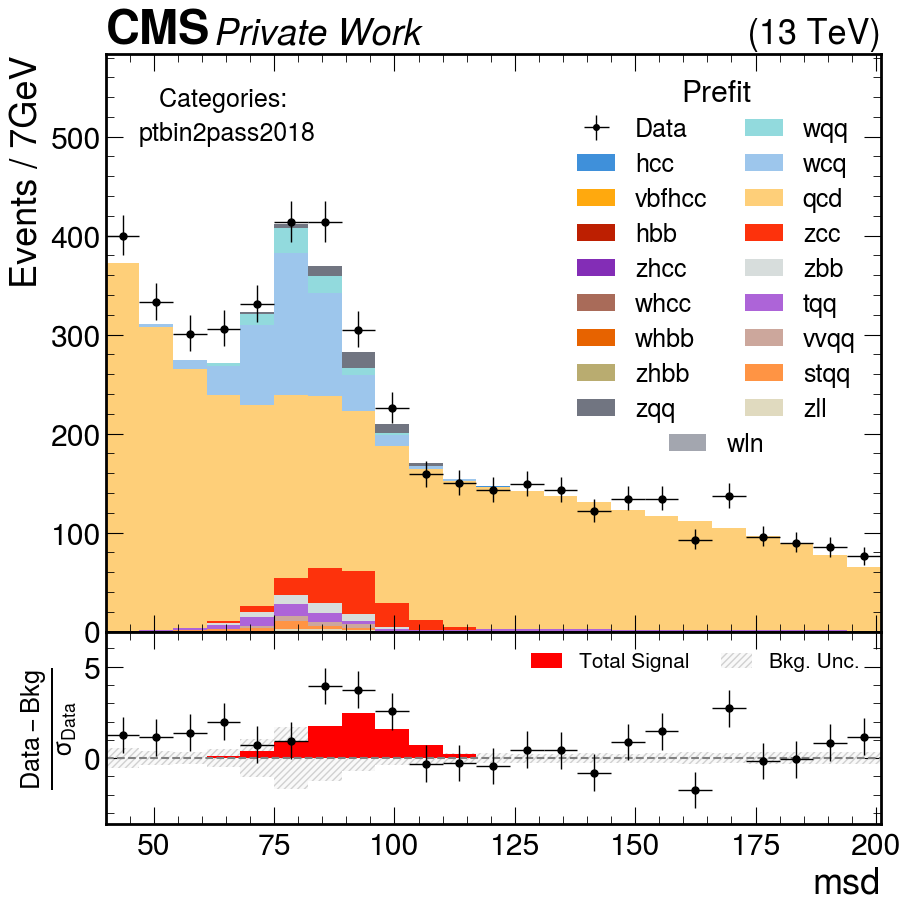 CMS Private Work (13 TeV)
Events / 7GeV
Categories:
ptbin2pass2018
Prefit
Data wqq
hcc wcq
vbfhcc qcd
hbb zcc
zhcc zbb
whcc tqq
whbb vvqq
zhbb stqq
zqq zll
wln
500
400
300
200
100
0
Data – Bkg
σData
Total Signal Bkg. Unc.
5
0
50 75 100 125 150 175 200
msd